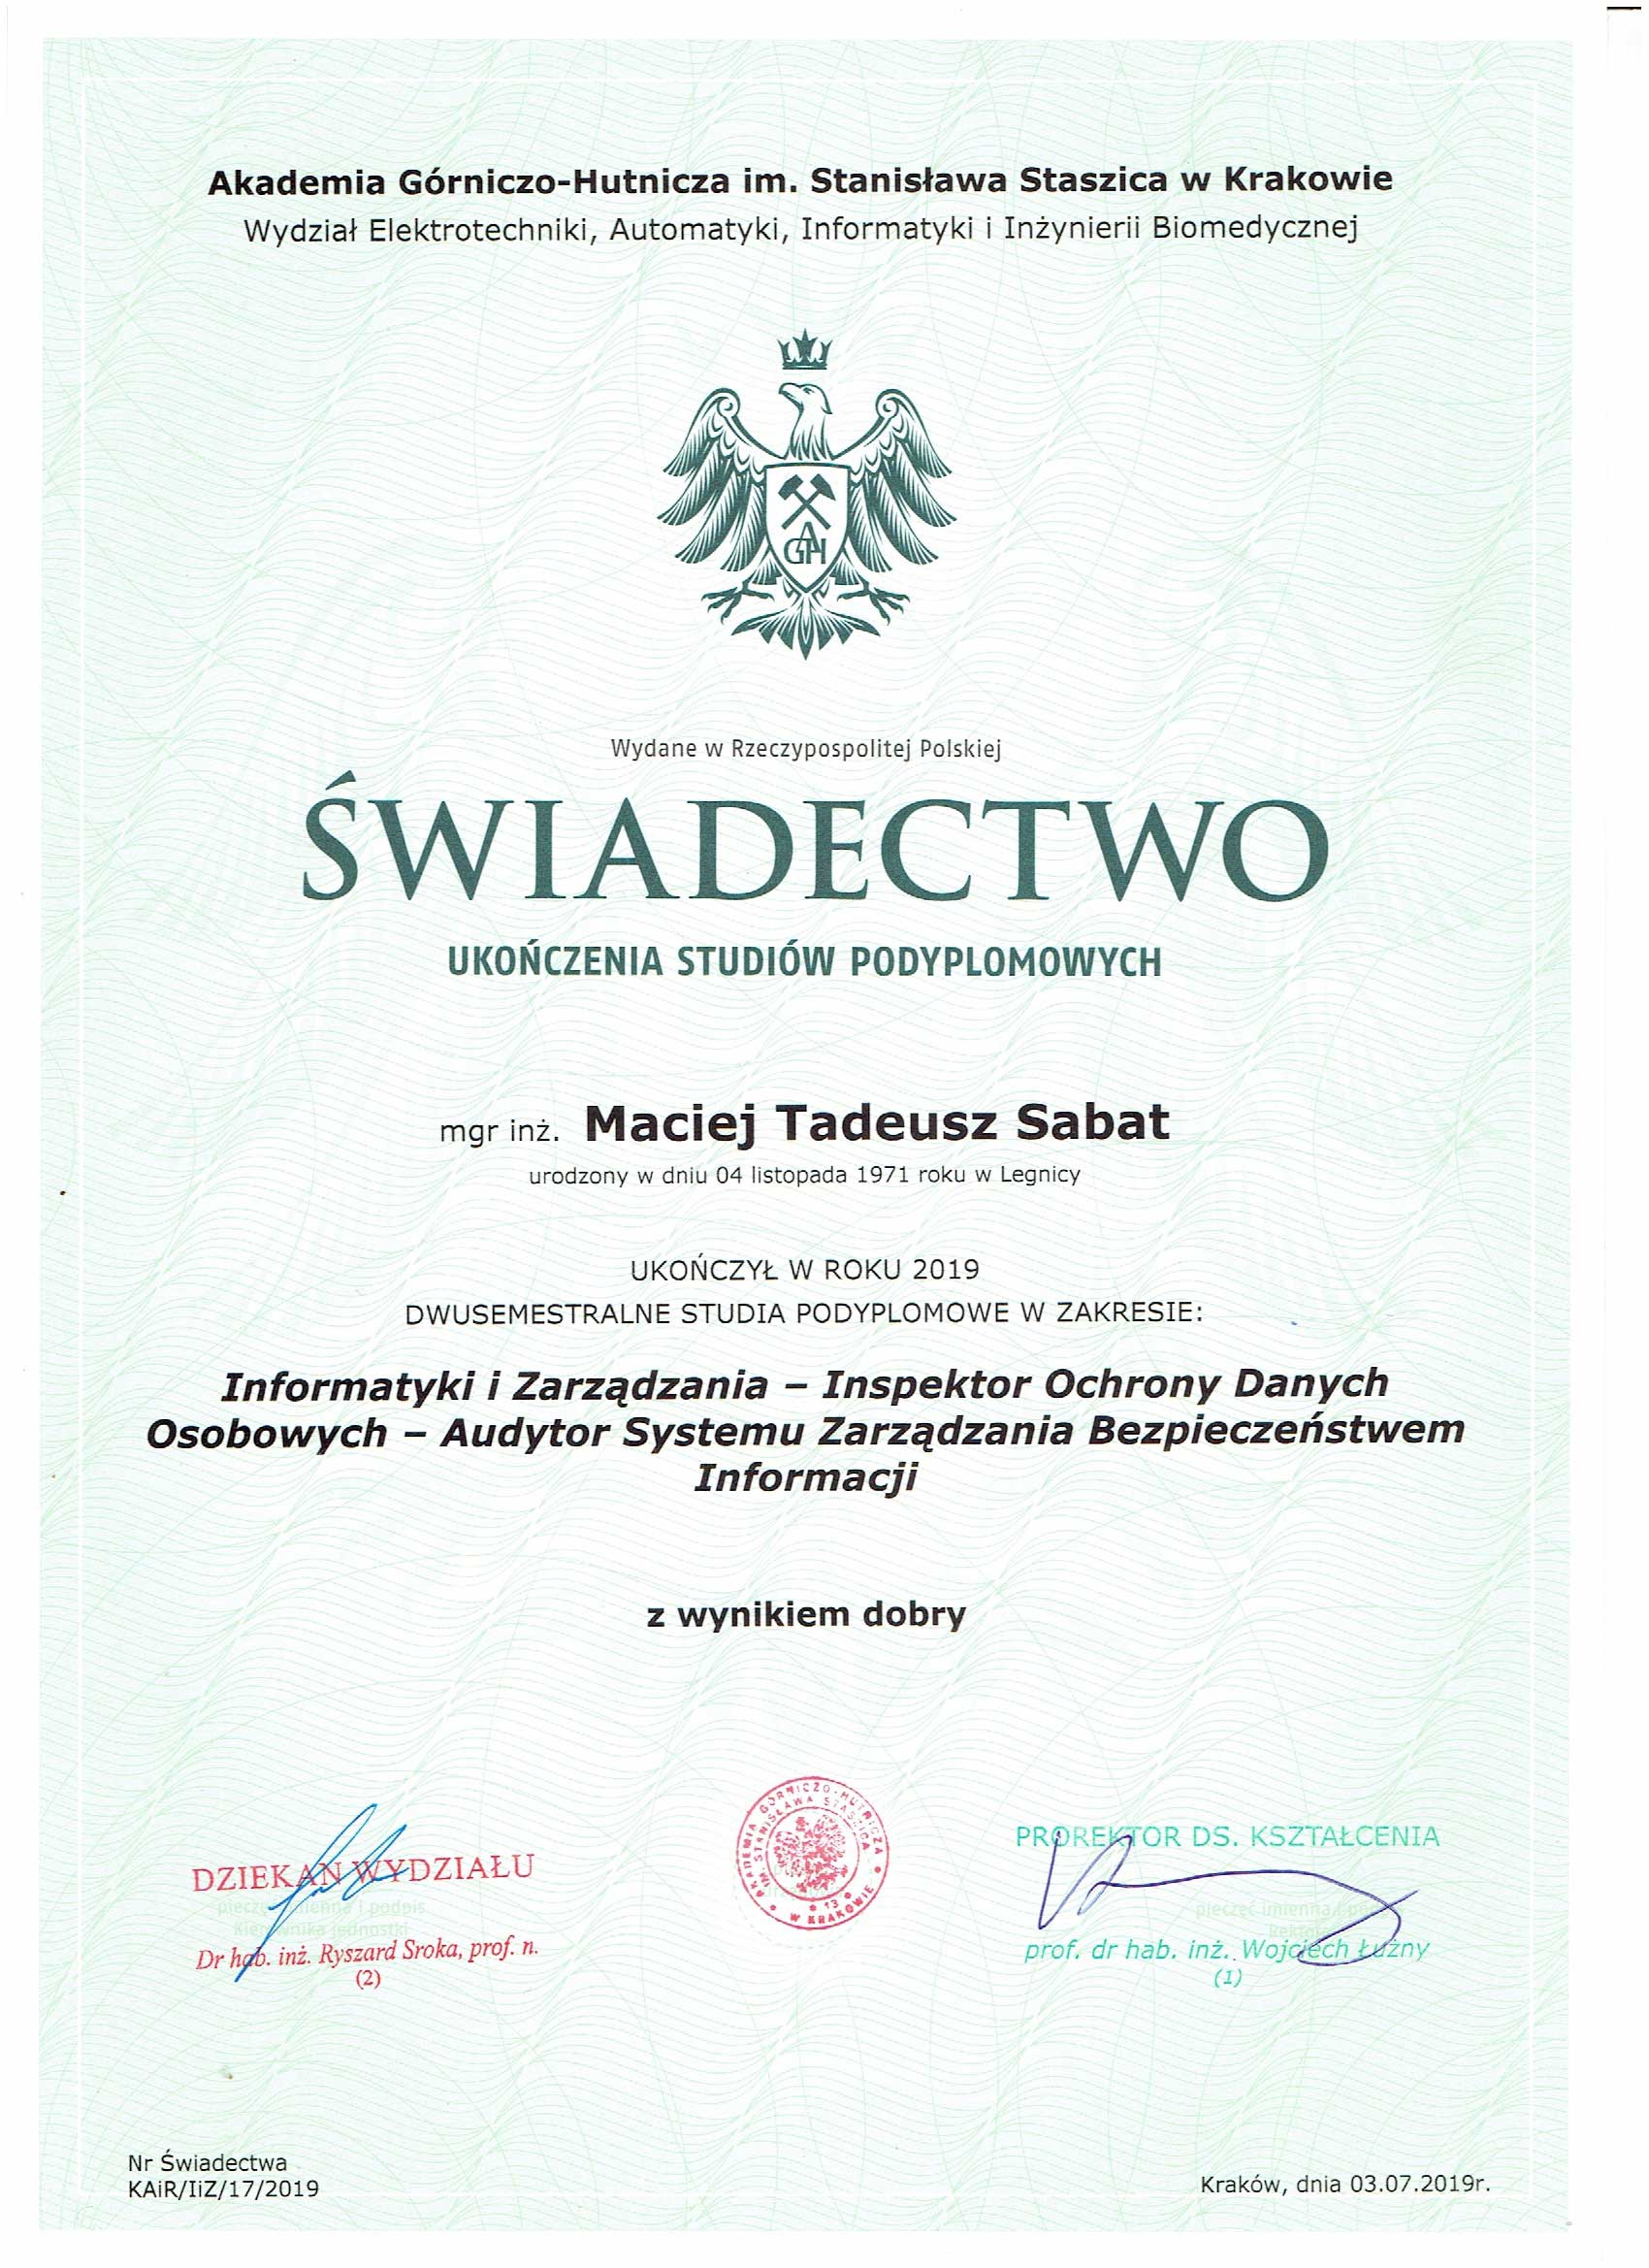 Akademia Górniczo-Hutnicza im. Stanisława Staszica w Krakowie
Wydział Elektrotechniki, Automatyki, Informatyki i Inżynierii Biomedycznej
AGH
Wydane w Rzeczypospolitej Polskiej
ŚWIADECTWO
UKOŃCZENIA STUDIÓW PODYPLOMOWYCH
mgr inż. Maciej Tadeusz Sabat
urodzony w dniu 04 listopada 1971 roku w Legnicy
UKOŃCZYŁ W ROKU 2019
DWUSEMESTRALNE STUDIA PODYPLOMOWE W ZAKRESIE:
Informatyki i Zarządzania – Inspektor Ochrony Danych
Osobowych – Audytor Systemu Zarządzania Bezpieczeństwem
Informacji
z wynikiem dobry
DZIEKAN WYDZIAŁU
pieczęć imienna i podpis
Kierownika jednostki
Dr hab. inż. Ryszard Sroka, prof. n.
(2)
AKADEMIA GÓRNICZO-HUTNICZA
IM. STANISŁAWA STASZICA
W KRAKOWIE
13
PROREKTOR DS. KSZTAŁCENIA
pieczęć imienna i
prof. dr hab. inż. Wojciech Łużny
(1)
Nr Świadectwa
KAiR/IiZ/17/2019
Kraków, dnia 03.07.2019r.